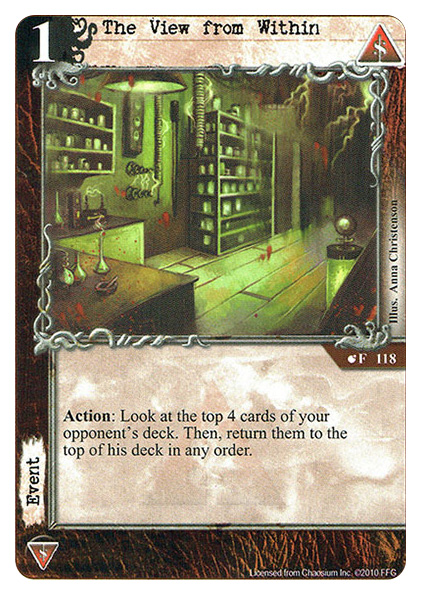 1
The View from Within
$
Illus. Anna Christenson
F 118
Action: Look at the top 4 cards of your
opponent's deck. Then, return them to the
top of his deck in any order.
Event
$
Licensed from Chaosium Inc. ©2010 FFG